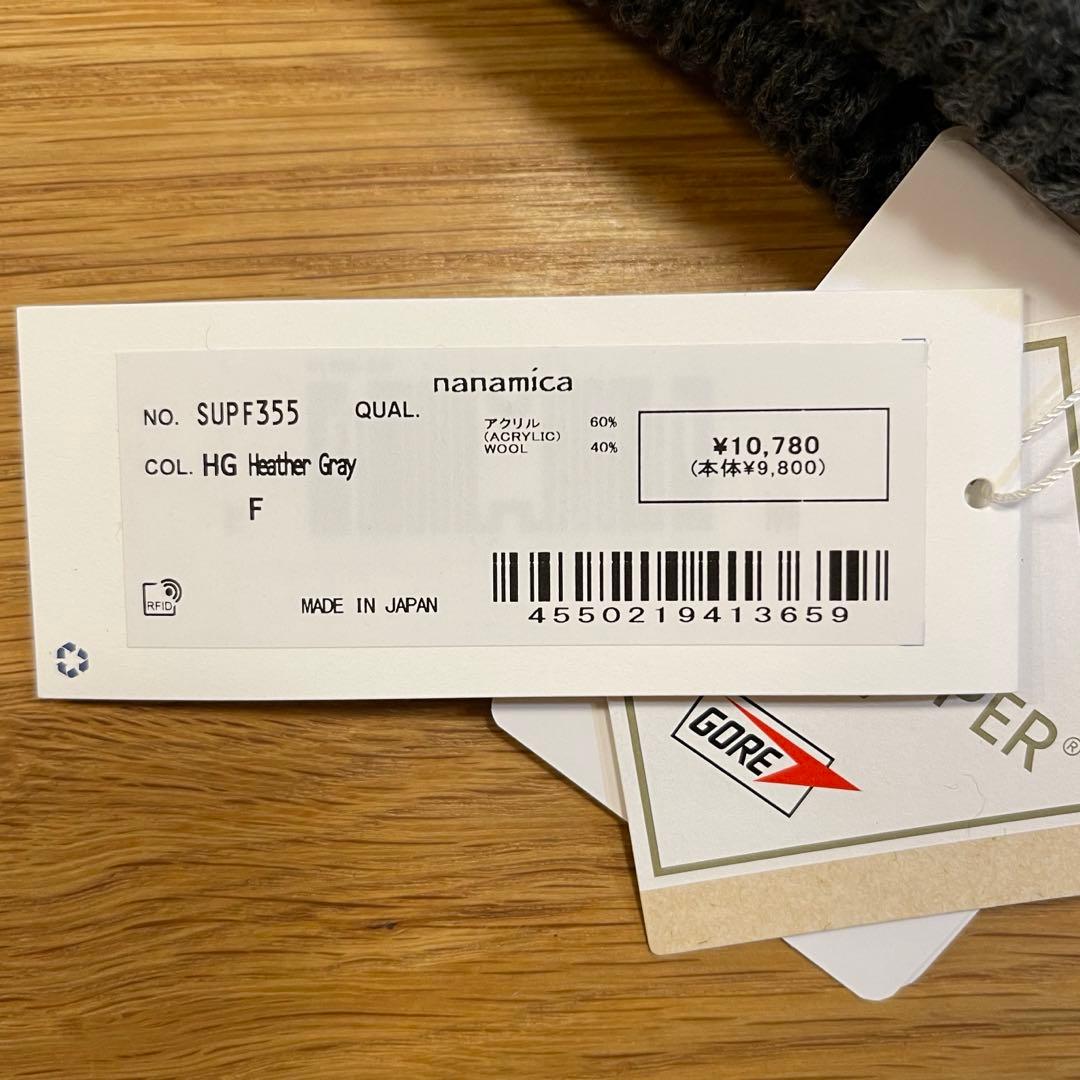 nanamica
NO. SUPF355 QUAL.
アクリル 60%
(ACRYLIC)
WOOL 40%
COL. HG Heather Gray
F
¥10,780
(本体¥9,800)
RFID
MADE IN JAPAN
4550219413659
GORE
PER®